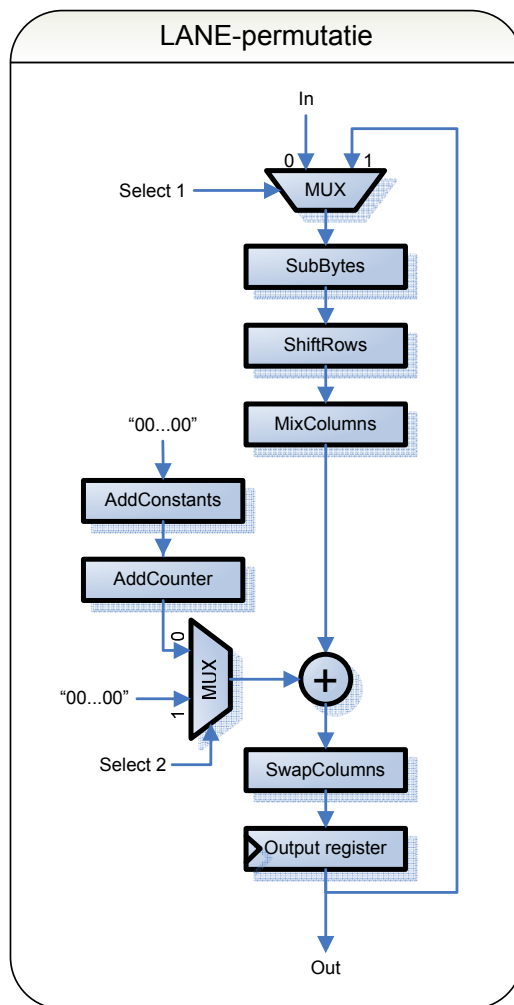 LANE-permutatie
In
0 1
MUX
Select 1
SubBytes
ShiftRows
MixColumns
“00...00”
AddConstants
AddCounter
0
MUX
+
“00...00”
1
Select 2
SwapColumns
Output register
Out